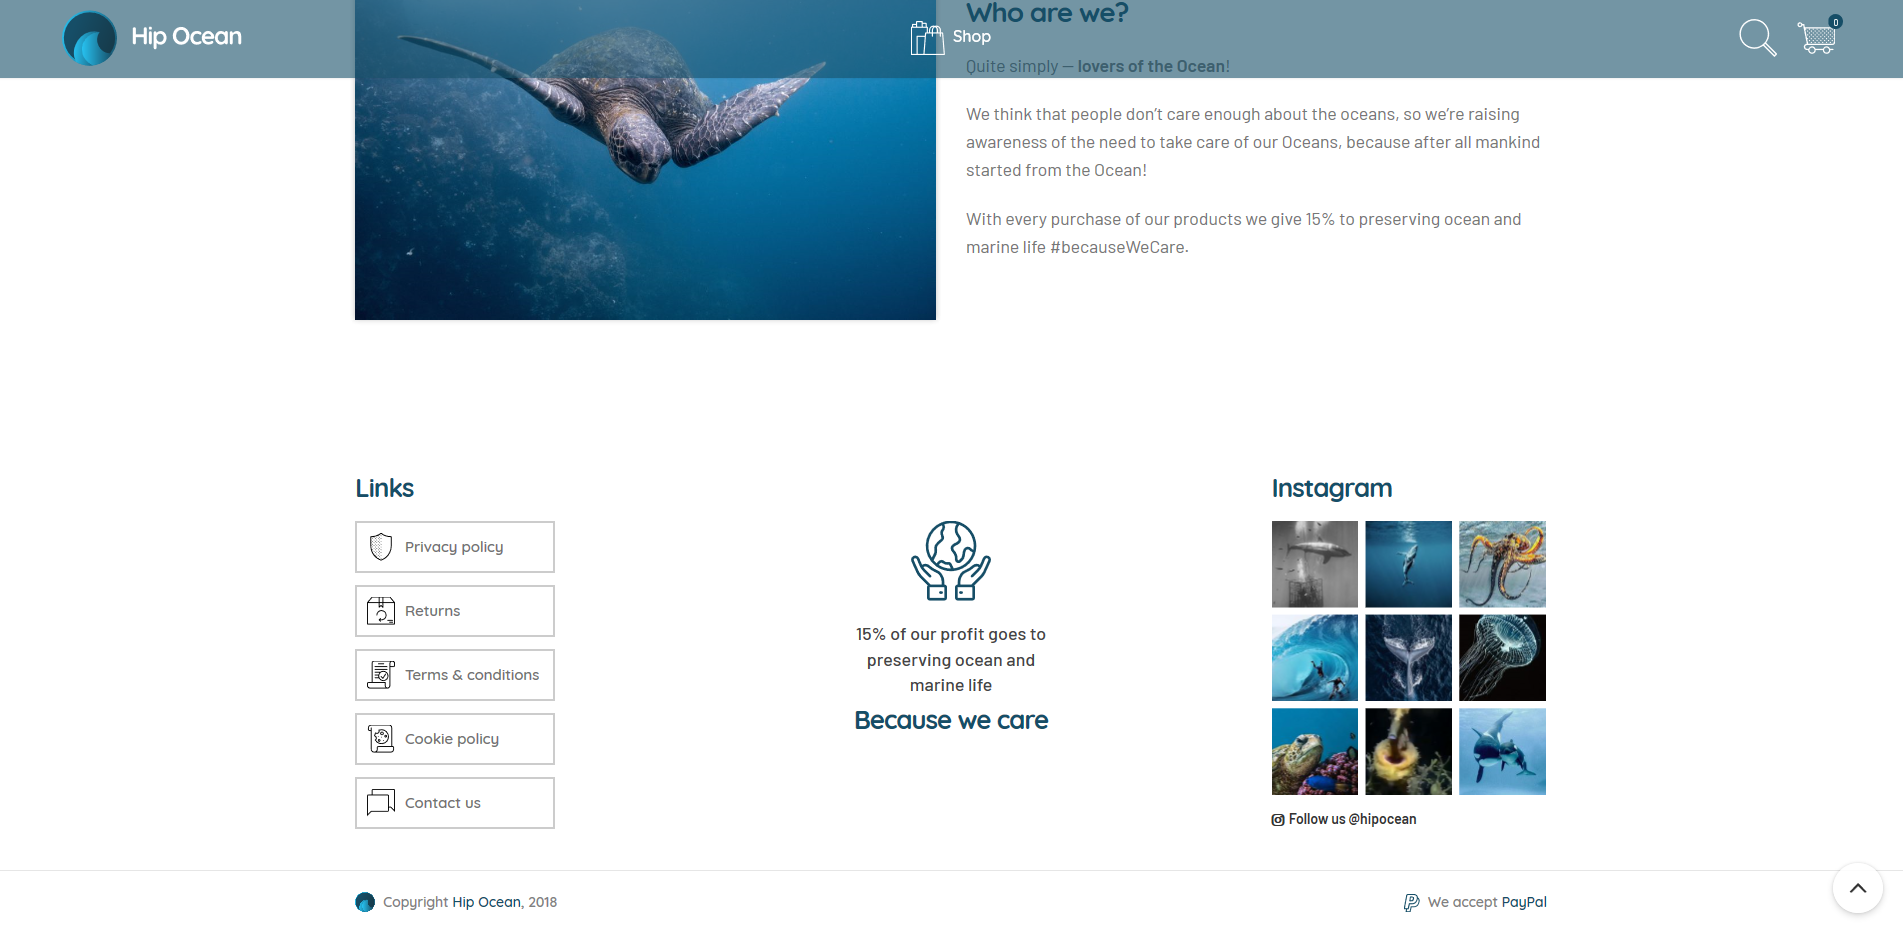 Hip Ocean
Shop
0
Who are we?
Quite simply – lovers of the Ocean!
We think that people don’t care enough about the oceans, so we’re raising
awareness of the need to take care of our Oceans, because after all mankind
started from the Ocean!
With every purchase of our products we give 15% to preserving ocean and
marine life #becauseWeCare.
Links
Privacy policy
Returns
Terms & conditions
Cookie policy
Contact us
15% of our profit goes to
preserving ocean and
marine life
Because we care
Instagram
Follow us @hipocean
Copyright Hip Ocean, 2018
We accept PayPal